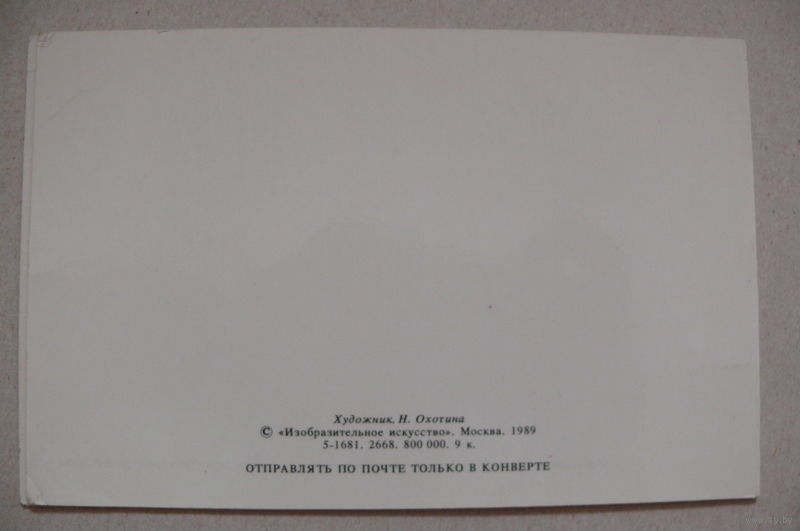 Художник Н. Охотина
© «Изобразительное искусство». Москва. 1989
5-1681. 2668. 800 000. 9 к.
ОТПРАВЛЯТЬ ПО ПОЧТЕ ТОЛЬКО В КОНВЕРТЕ